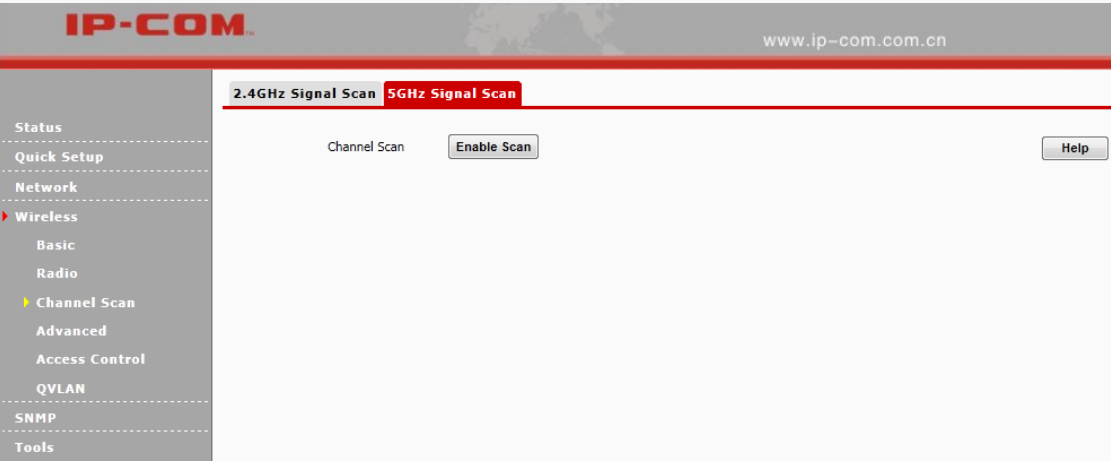 IP-COM
www.ip-com.com.cn
2.4GHz Signal Scan 5GHz Signal Scan
Status
Quick Setup
Network
Wireless
Basic
Radio
Channel Scan
Advanced
Access Control
QVLAN
SNMP
Tools
Channel Scan Enable Scan Help